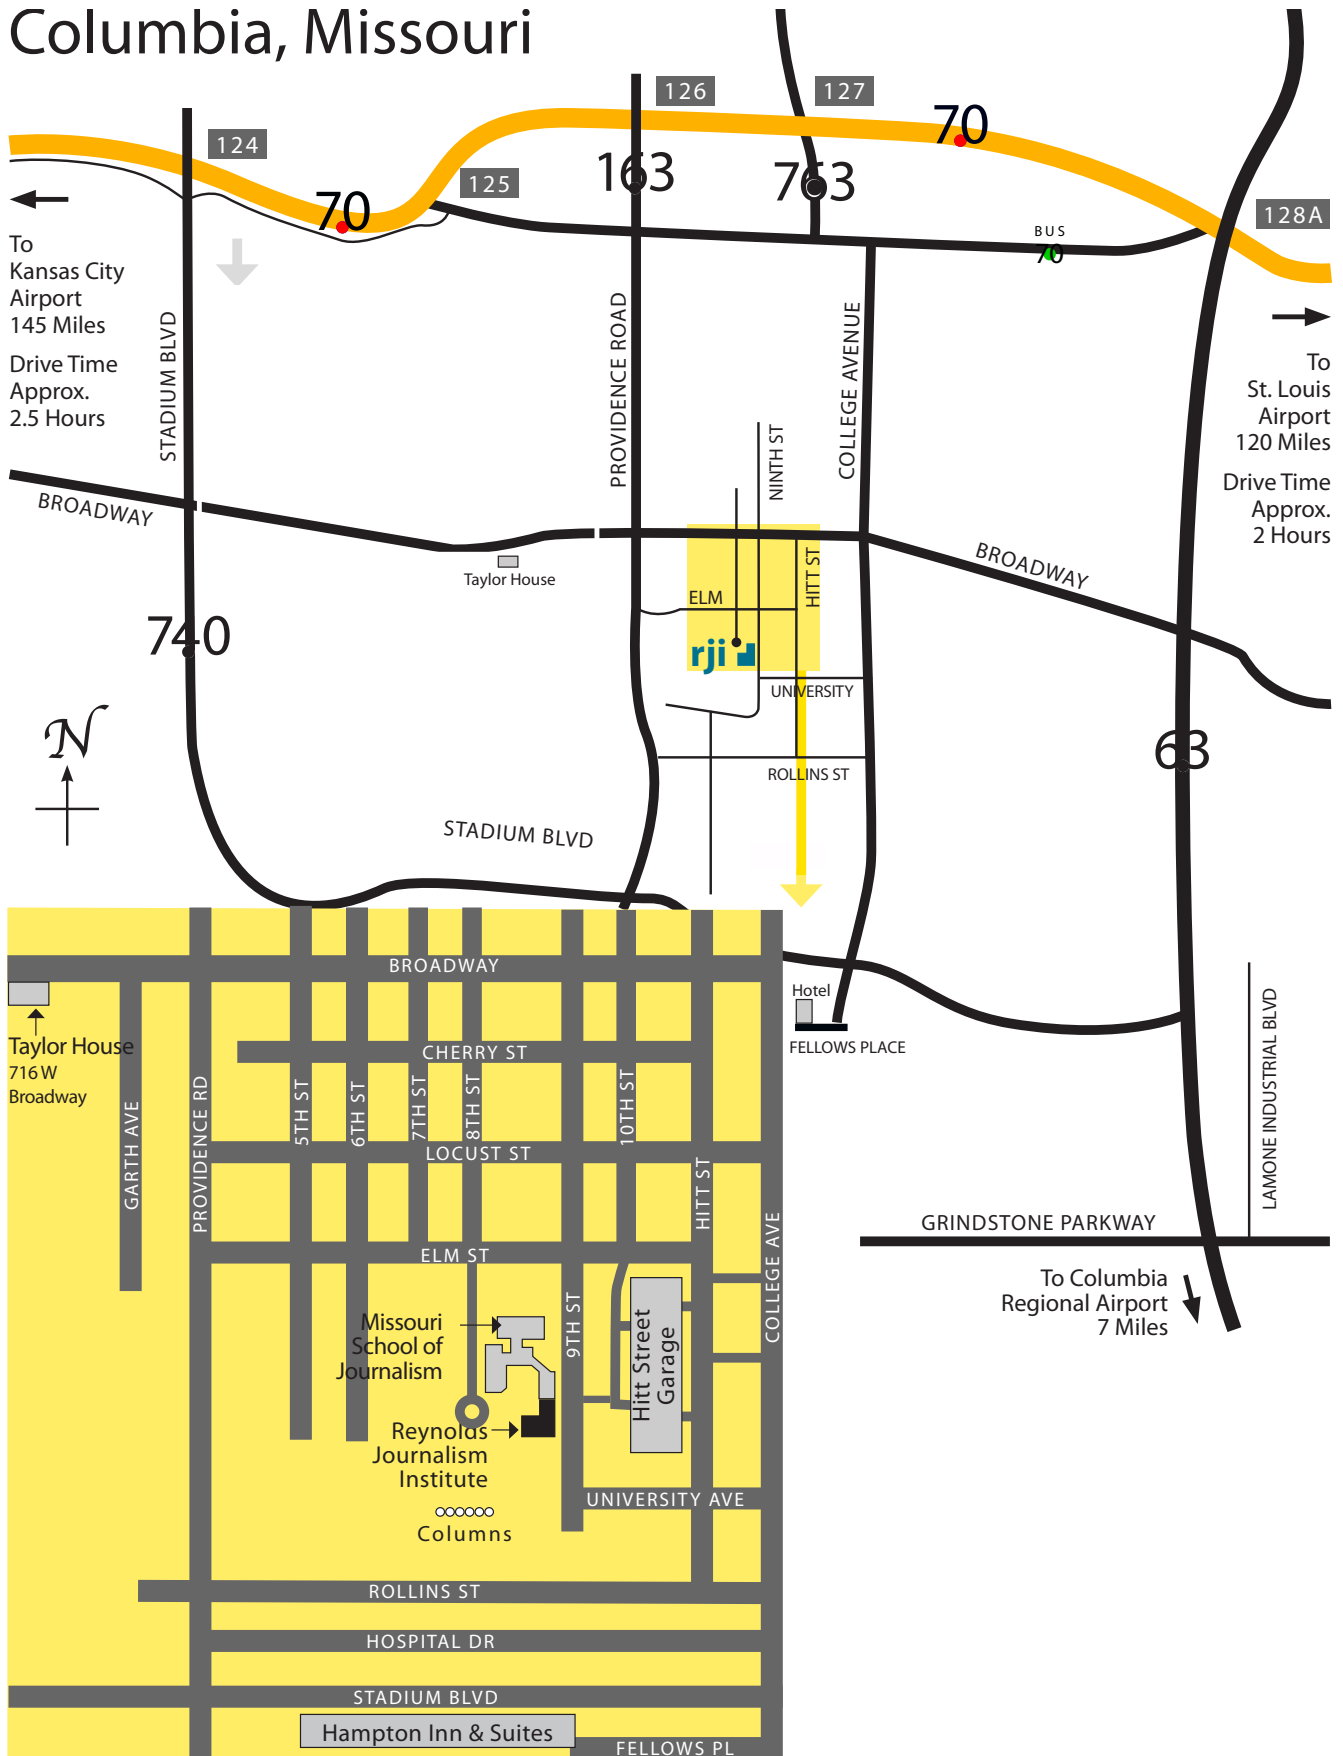 Columbia, Missouri
126
127
70
124
163
763
125
70
128A
BUS
70
To
Kansas City
Airport
145 Miles
Drive Time
Approx.
2.5 Hours
STADIUM BLVD
PROVIDENCE ROAD
COLLEGE AVENUE
NINTH ST
To
St. Louis
Airport
120 Miles
Drive Time
Approx.
2 Hours
BROADWAY
BROADWAY
Taylor House
HITT ST
ELM
rji
740
UNIVERSITY
N
63
ROLLINS ST
STADIUM BLVD
BROADWAY
Hotel
FELLOWS PLACE
LAMONE INDUSTRIAL BLVD
Taylor House
716 W
Broadway
CHERRY ST
GARTH AVE
PROVIDENCE RD
5TH ST
6TH ST
7TH ST
8TH ST
10TH ST
LOCUST ST
HITT ST
COLLEGE AVE
GRINDSTONE PARKWAY
ELM ST
To Columbia
Regional Airport
7 Miles
Missouri
School of
Journalism
9TH ST
Hitt Street
Garage
Reynolds
Journalism
Institute
UNIVERSITY AVE
Columns
ROLLINS ST
HOSPITAL DR
STADIUM BLVD
Hampton Inn & Suites
FELLOWS PL